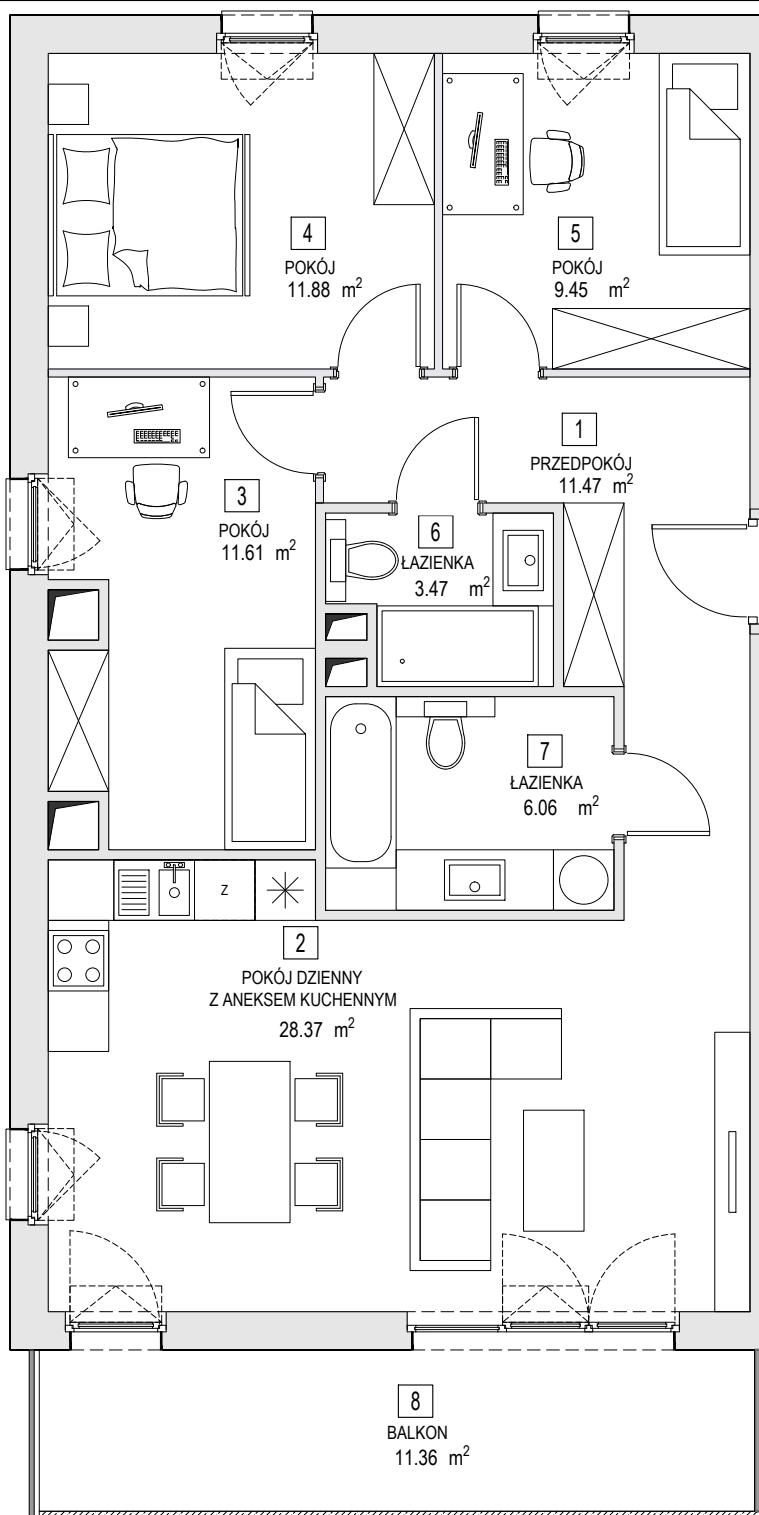 4
POKÓJ
11.88 m²
5
POKÓJ
9.45 m²
1
PRZEDPOKÓJ
11.47 m²
3
POKÓJ
11.61 m²
6
ŁAZIENKA
3.47 m²
7
ŁAZIENKA
6.06 m²
Z
2
POKÓJ DZIENNY
Z ANEKSEM KUCHENNYM
28.37 m²
8
BALKON
11.36 m²